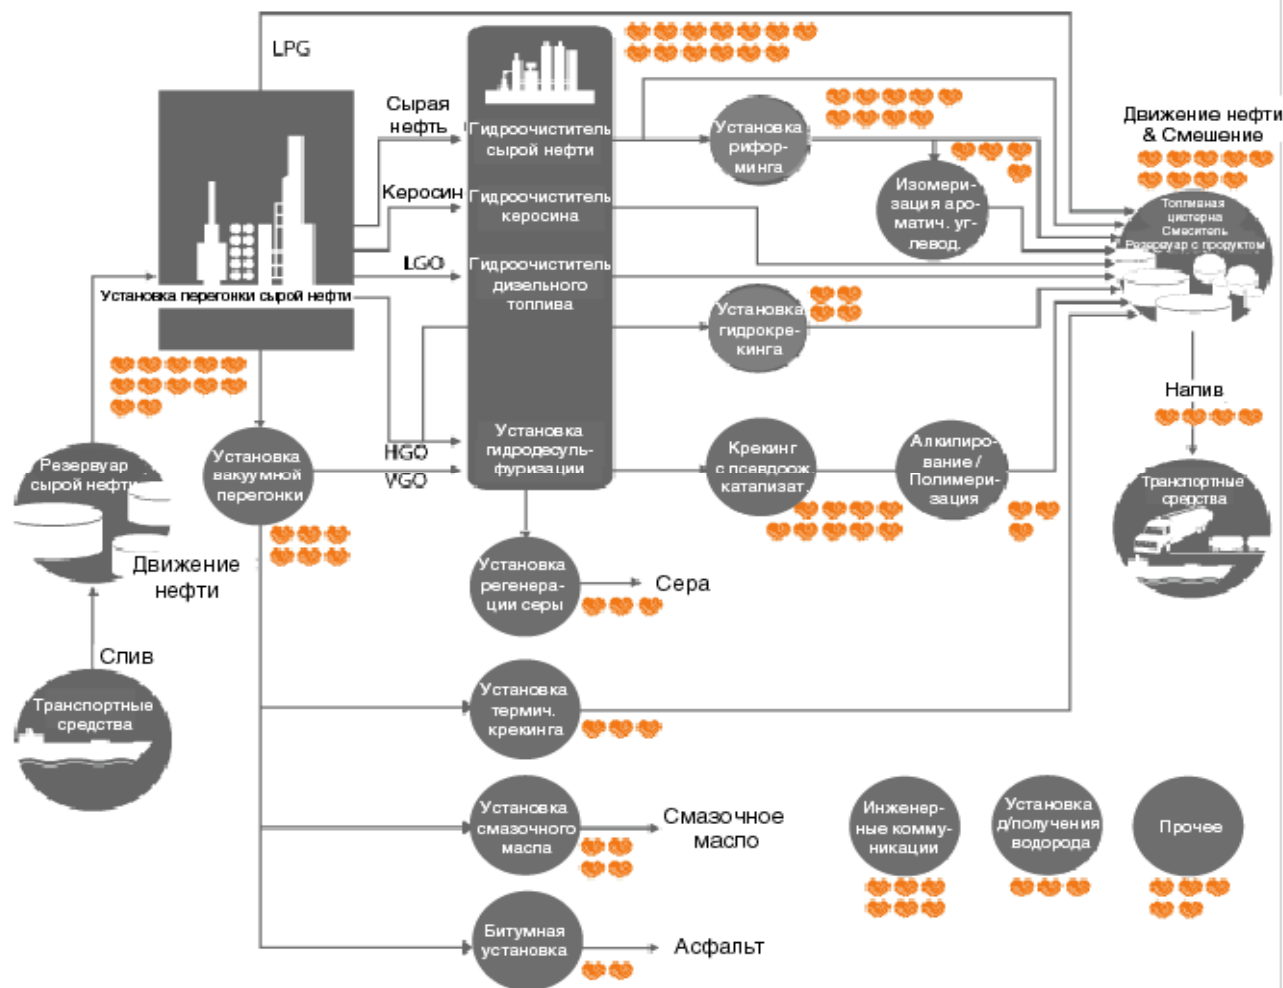 LPG
Сырая
нефть
Керосин
LGO
HGO
VGO
Установка перегонки сырой нефти
Гидроочиститель
сырой нефти
Гидроочиститель
керосина
Гидроочиститель
дизельного
топлива
Установка
гидродесуль-
фуризации
Установка
рифор-
минга
Изомери-
зация аро-
матич. уг-
левод.
Установка
гидрокре-
кинга
Крекинг
с псевдоож.
катализат.
Алкилиро-
вание /
Полимери-
зация
Движение нефти
& Смешение
Топливная
цистерна
Смеситель
Резервуар с продуктом
Налив
Транспортные
средства
Резервуар
сырой нефти
Движение
нефти
Слив
Транспортные
средства
Установка
вакуумной
перегонки
Установка
регенера-
ции серы
Сера
Установка
термич.
крекинга
Установка
смазочного
масла
Смазочное
масло
Битумная
установка
Асфальт
Инженер-
ные комму-
никации
Установка
д/получения
водорода
Прочее